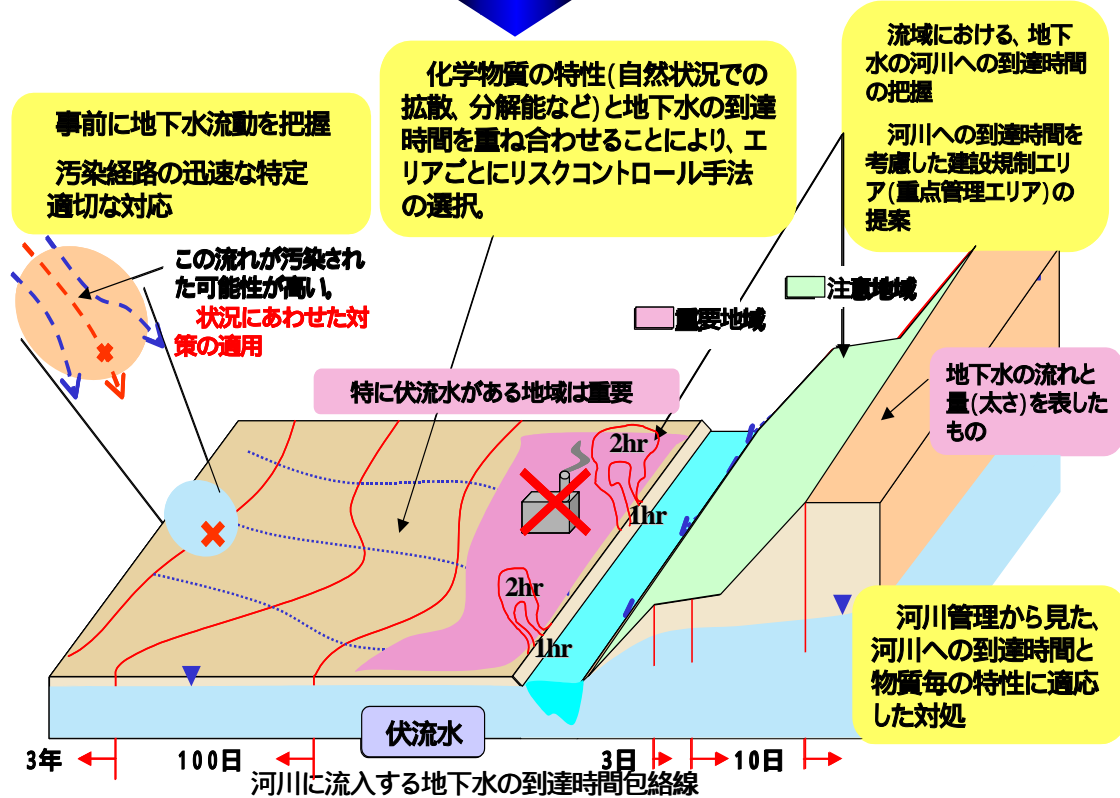 事前に地下水流動を把握
汚染経路の迅速な特定
適切な対応
化学物質の特性(自然状況での
拡散、分解能など)と地下水の到達
時間を重ね合わせることにより、エ
リアごとにリスクコントロール手法
の選択。
流域における、地下
水の河川への到達時間
の把握
河川への到達時間を
考慮した建設規制エリ
ア(重点管理エリア)の
提案
この流れが汚染され
た可能性が高い。
状況にあわせた対
策の適用
注意地域
重要地域
特に伏流水がある地域は重要
地下水の流れと
量(太さ)を表した
もの
2hr
1hr
2hr
1hr
河川管理から見た、
河川への到達時間と
物質毎の特性に適応
した対処
伏流水
3年
100日
3日
10日
河川に流入する地下水の到達時間包絡線